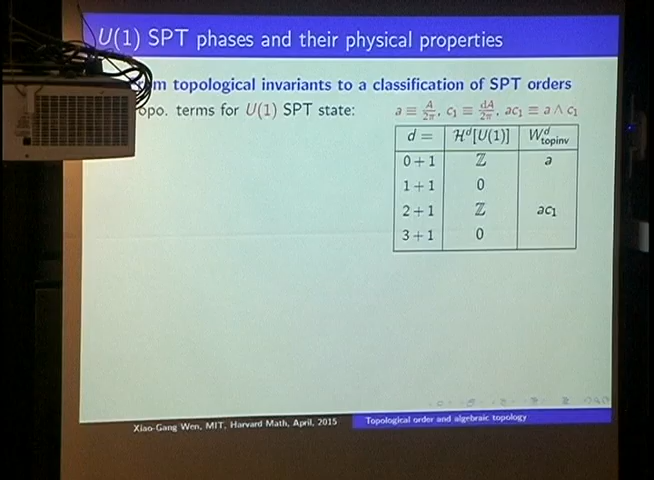 U(1) SPT phases and their physical properties
topological invariants to a classification of SPT orders
terms for U(1) SPT state: a ≡ A/2π, c₁ ≡ dA/2π, ac₁ ≡ a ∧ c₁
d = ℋᵈ[U(1)] Wᵈtopinv
0 + 1 ℤ a
1 + 1 0
2 + 1 ℤ ac₁
3 + 1 0
Xiao-Gang Wen, MIT, Harvard Math, April, 2015 Topological order and algebraic topology